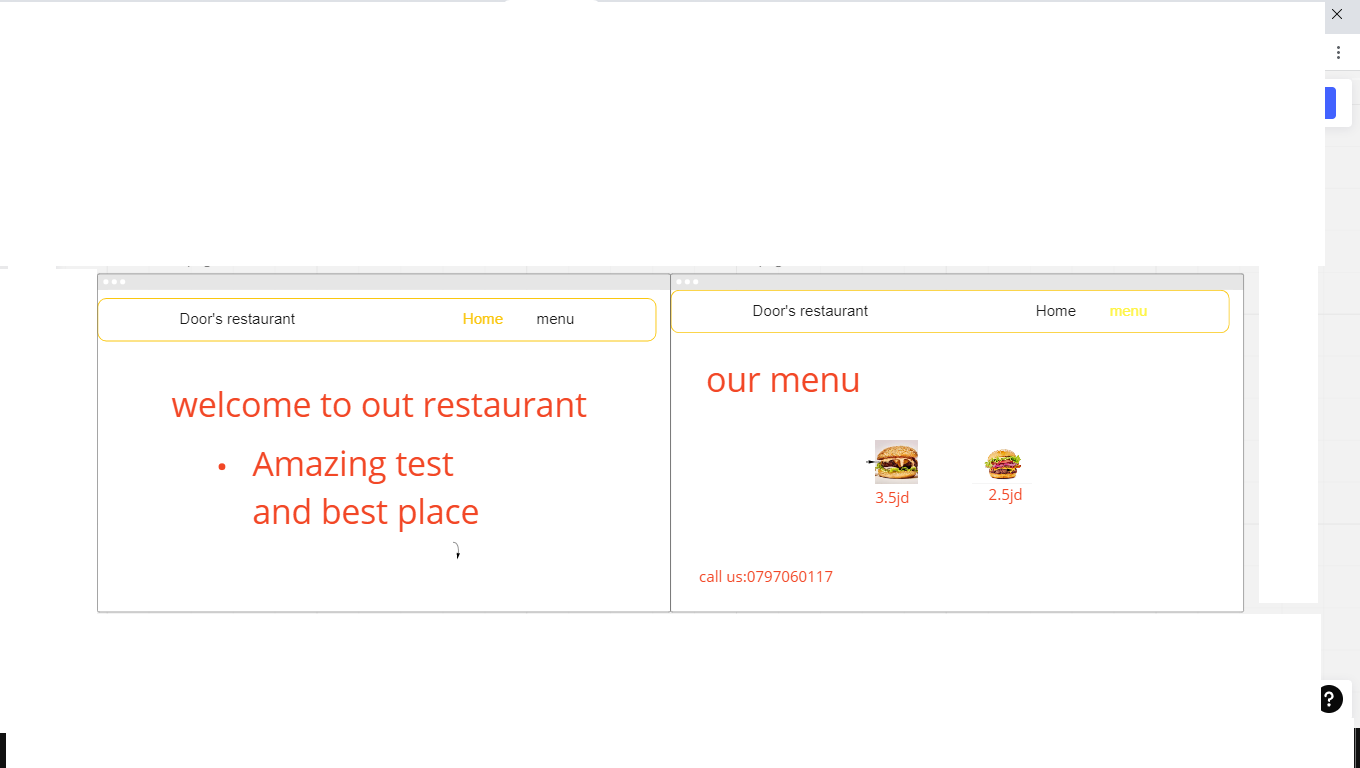 Door's restaurant Home menu
welcome to out restaurant
• Amazing test
and best place
Door's restaurant Home menu
our menu
3.5jd 2.5jd
call us:0797060117
?